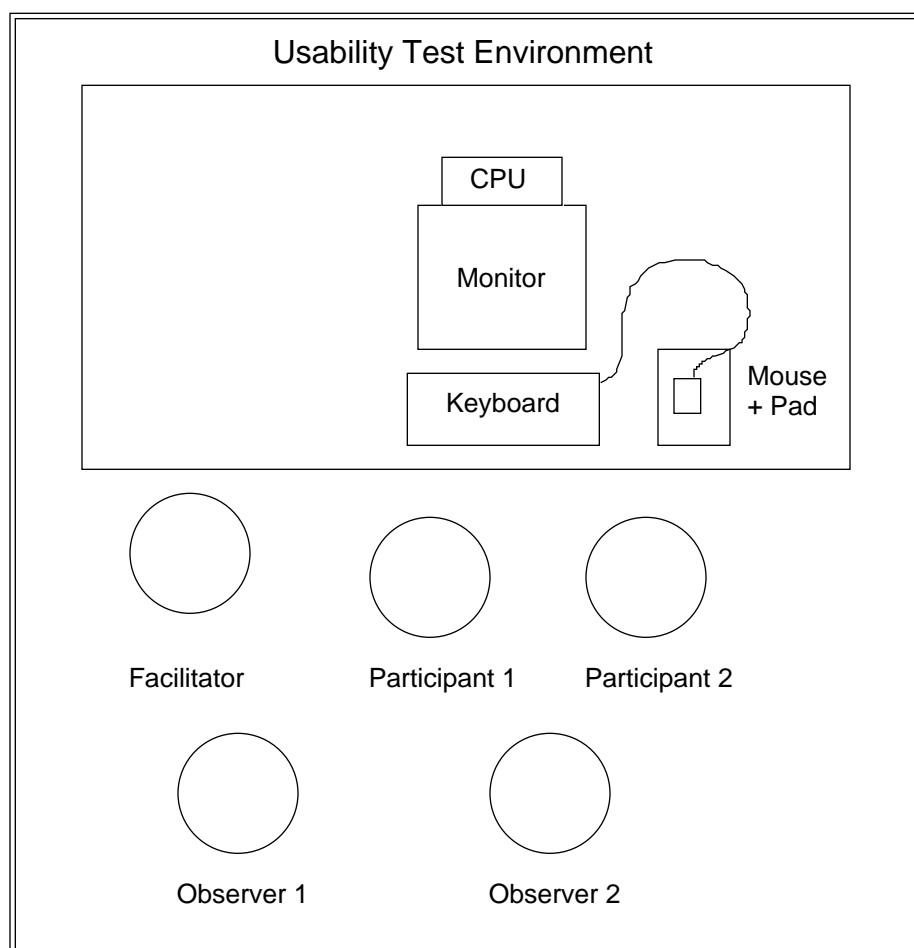 Usability Test Environment
CPU
Monitor
Keyboard
Mouse
+ Pad
Facilitator
Participant 1
Participant 2
Observer 1
Observer 2